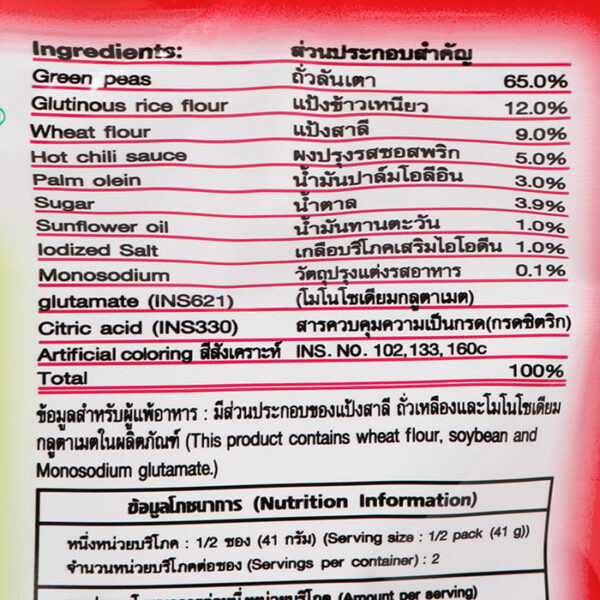 Ingredients: ส่วนประกอบสำคัญ
Green peas ถั่วลันเตา 65.0%
Glutinous rice flour แป้งข้าวเหนียว 12.0%
Wheat flour แป้งสาลี 9.0%
Hot chili sauce ผงปรุงรสซอสพริก 5.0%
Palm olein น้ำมันปาล์มโอลีอิน 3.0%
Sugar น้ำตาล 3.9%
Sunflower oil น้ำมันทานตะวัน 1.0%
Iodized Salt เกลือบริโภคเสริมไอโอดีน 1.0%
Monosodium วัตถุปรุงแต่งรสอาหาร 0.1%
glutamate (INS621) (โมโนโซเดียมกลูตาเมต)
Citric acid (INS330) สารควบคุมความเป็นกรด(กรดซิตริก)
Artificial coloring สีสังเคราะห์ INS. NO. 102,133, 160c
Total 100%
ข้อมูลสำหรับผู้แพ้อาหาร : มีส่วนประกอบของแป้งสาลี ถั่วเหลืองและโมโนโซเดียม
กลูตาเมตในผลิตภัณฑ์ (This product contains wheat flour, soybean and
Monosodium glutamate.)
ข้อมูลโภชนาการ (Nutrition Information)
หนึ่งหน่วยบริโภค : 1/2 ซอง (41 กรัม) (Serving size : 1/2 pack (41 g))
จำนวนหน่วยบริโภคต่อซอง (Servings per container) : 2
(Amount per serving)